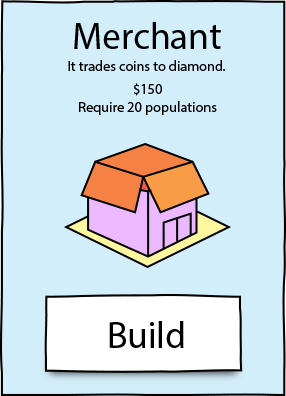 Merchant
It trades coins to diamond.
$150
Require 20 populations
Build